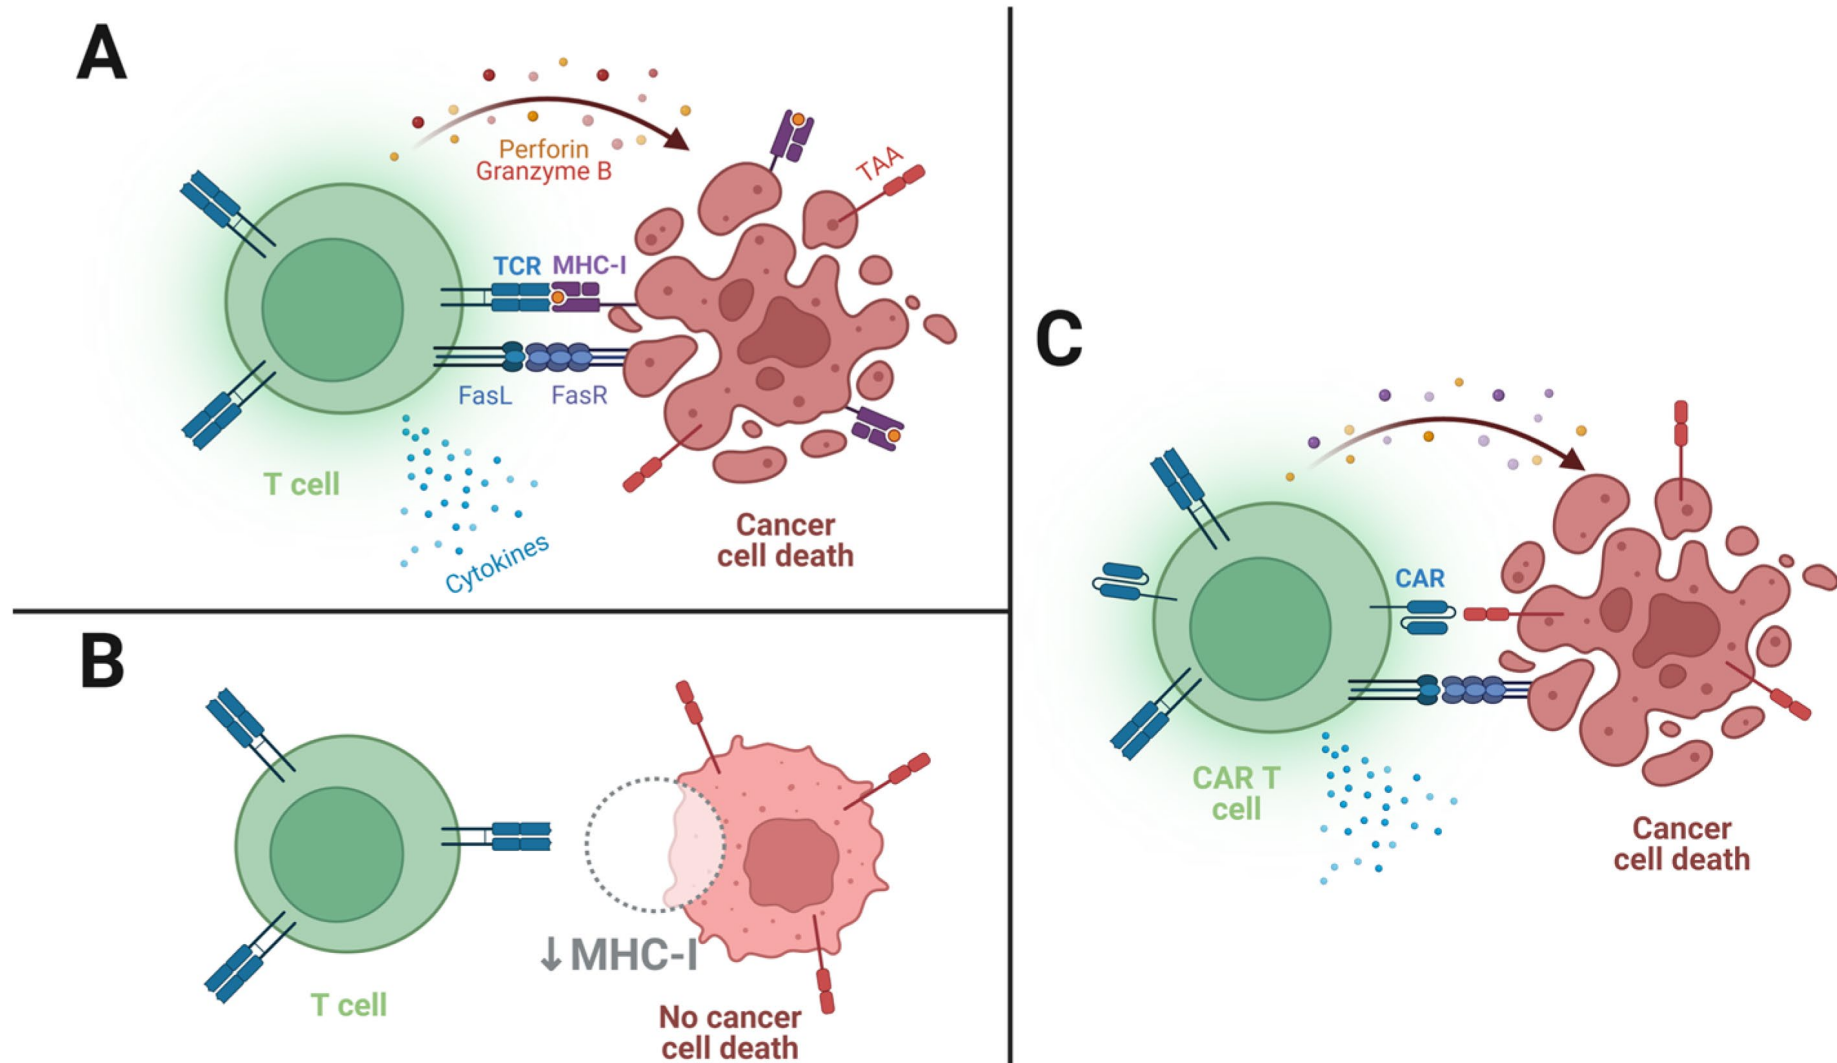 A
Perforin
Granzyme B
TAA
TCR
MHC-I
FasL
FasR
T cell
Cytokines
Cancer
cell death
B
↓MHC-I
T cell
No cancer
cell death
C
CAR
CAR T
cell
Cancer
cell death